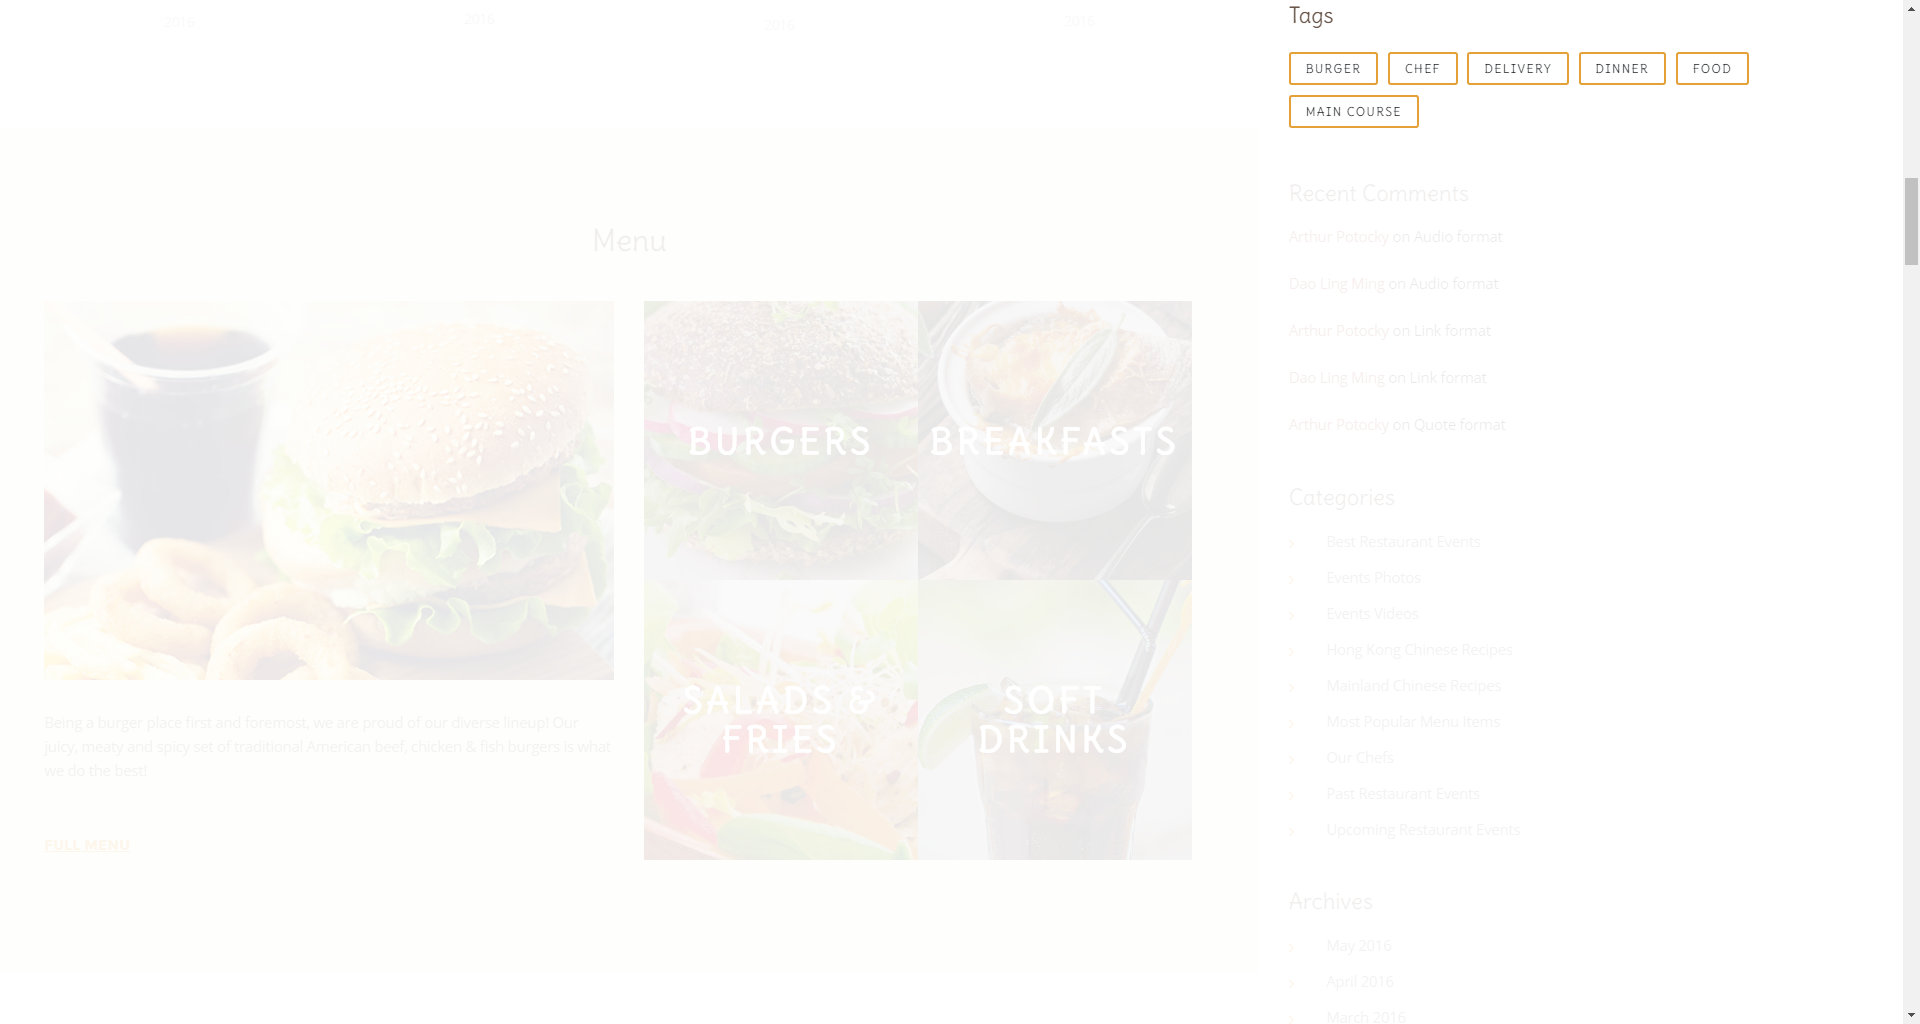 2016
2016
2015
2016
Menu
BURGERS
BREAKFASTS
SALADS &
FRIES
SOFT
DRINKS
Being a burger place first and foremost, we are proud of our diverse lineup! Our
juicy, meaty and spicy set of traditional American beef, chicken & fish burgers is what
we do the best!
FULL MENU
Tags
BURGER
CHEF
DELIVERY
DINNER
FOOD
MAIN COURSE
Recent Comments
Arthur Potocky on Audio format
Dao Ling Ming on Audio format
Arthur Potocky on Link format
Dao Ling Ming on Link format
Arthur Potocky on Quote format
Categories
Best Restaurant Events
Events Photos
Events Videos
Hong Kong Chinese Recipes
Mainland Chinese Recipes
Most Popular Menu Items
Our Chefs
Past Restaurant Events
Upcoming Restaurant Events
Archives
May 2016
April 2016
March 2016